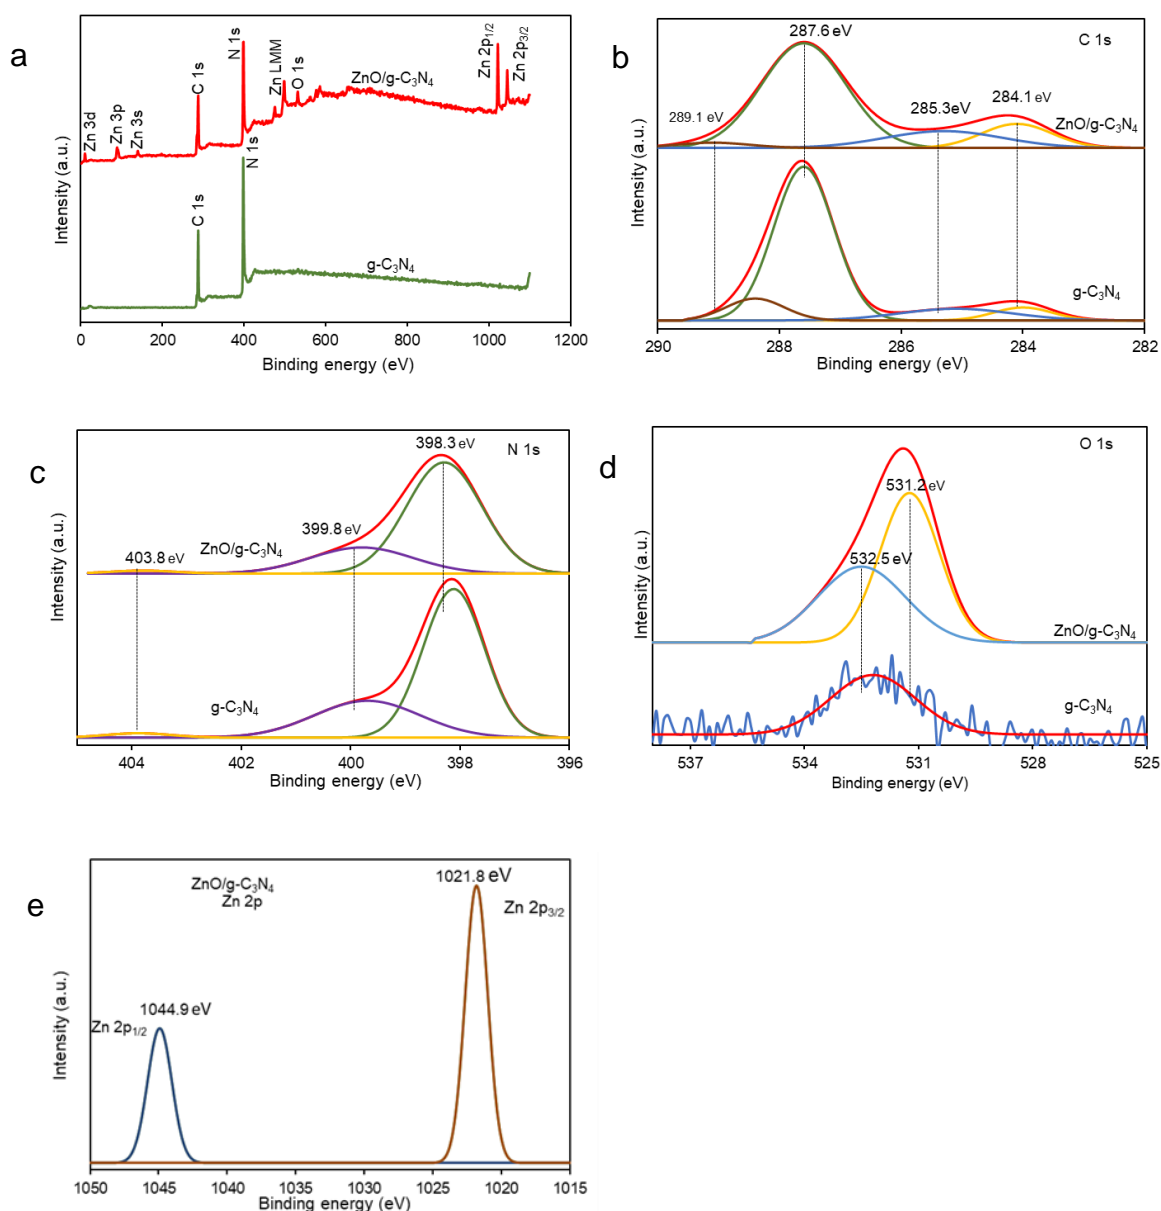 a
Intensity (a.u.)
Zn 3d
Zn 3p
Zn 3s
C 1s
N 1s
Zn LMM
O 1s
ZnO/g-C₃N₄
Zn 2p₁/₂
Zn 2p₃/₂
C 1s
N 1s
g-C₃N₄
0 200 400 600 800 1000 1200
Binding energy (eV)
b
Intensity (a.u.)
C 1s
287.6 eV
289.1 eV
285.3eV
284.1 eV
ZnO/g-C₃N₄
g-C₃N₄
290 288 286 284 282
Binding energy (eV)
c
Intensity (a.u.)
N 1s
398.3 eV
399.8 eV
403.8 eV
ZnO/g-C₃N₄
g-C₃N₄
404 402 400 398 396
Binding energy (eV)
d
Intensity (a.u.)
O 1s
531.2 eV
532.5 eV
ZnO/g-C₃N₄
g-C₃N₄
537 534 531 528 525
Binding energy (eV)
e
Intensity (a.u.)
ZnO/g-C₃N₄
Zn 2p
1021.8 eV
Zn 2p₃/₂
1044.9 eV
Zn 2p₁/₂
1050 1045 1040 1035 1030 1025 1020 1015
Binding energy (eV)